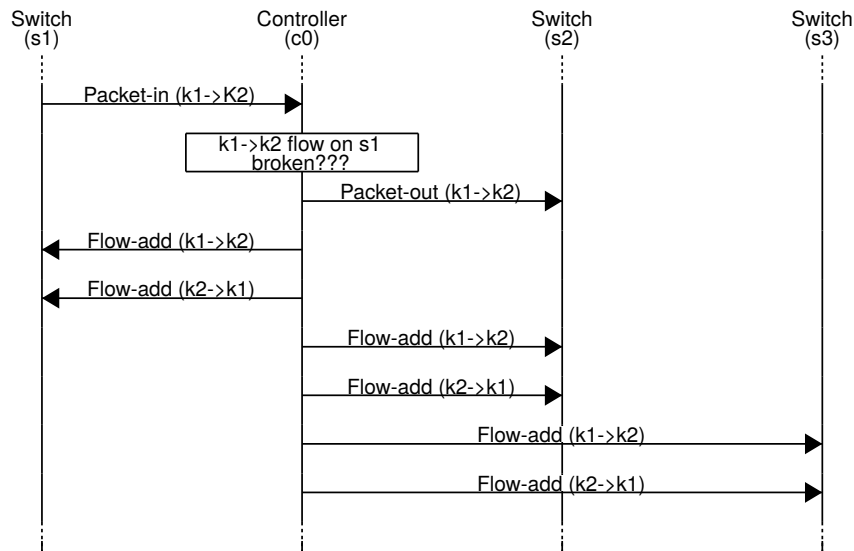 Switch
(s1)
Controller
(c0)
Switch
(s2)
Switch
(s3)
Packet-in (k1->K2)
k1->k2 flow on s1
broken???
Packet-out (k1->k2)
Flow-add (k1->k2)
Flow-add (k2->k1)
Flow-add (k1->k2)
Flow-add (k2->k1)
Flow-add (k1->k2)
Flow-add (k2->k1)